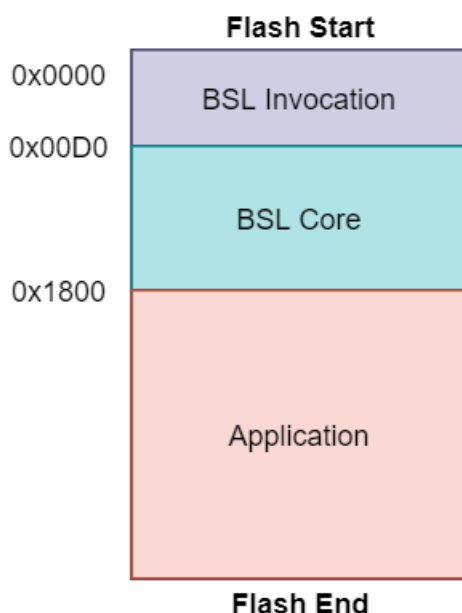 Flash Start
0x0000
BSL Invocation
0x00D0
BSL Core
0x1800
Application
Flash End